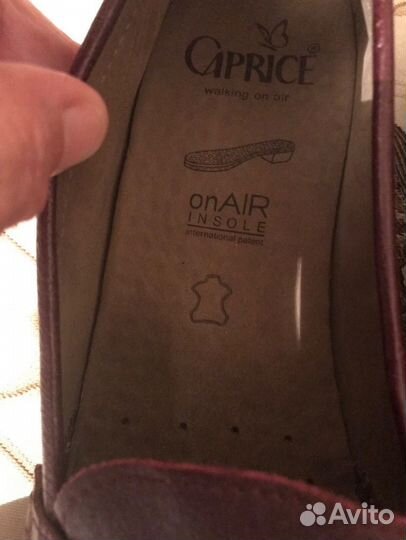 CAPRICE®
walking on air
onAIR
INSOLE
international patent
Avito